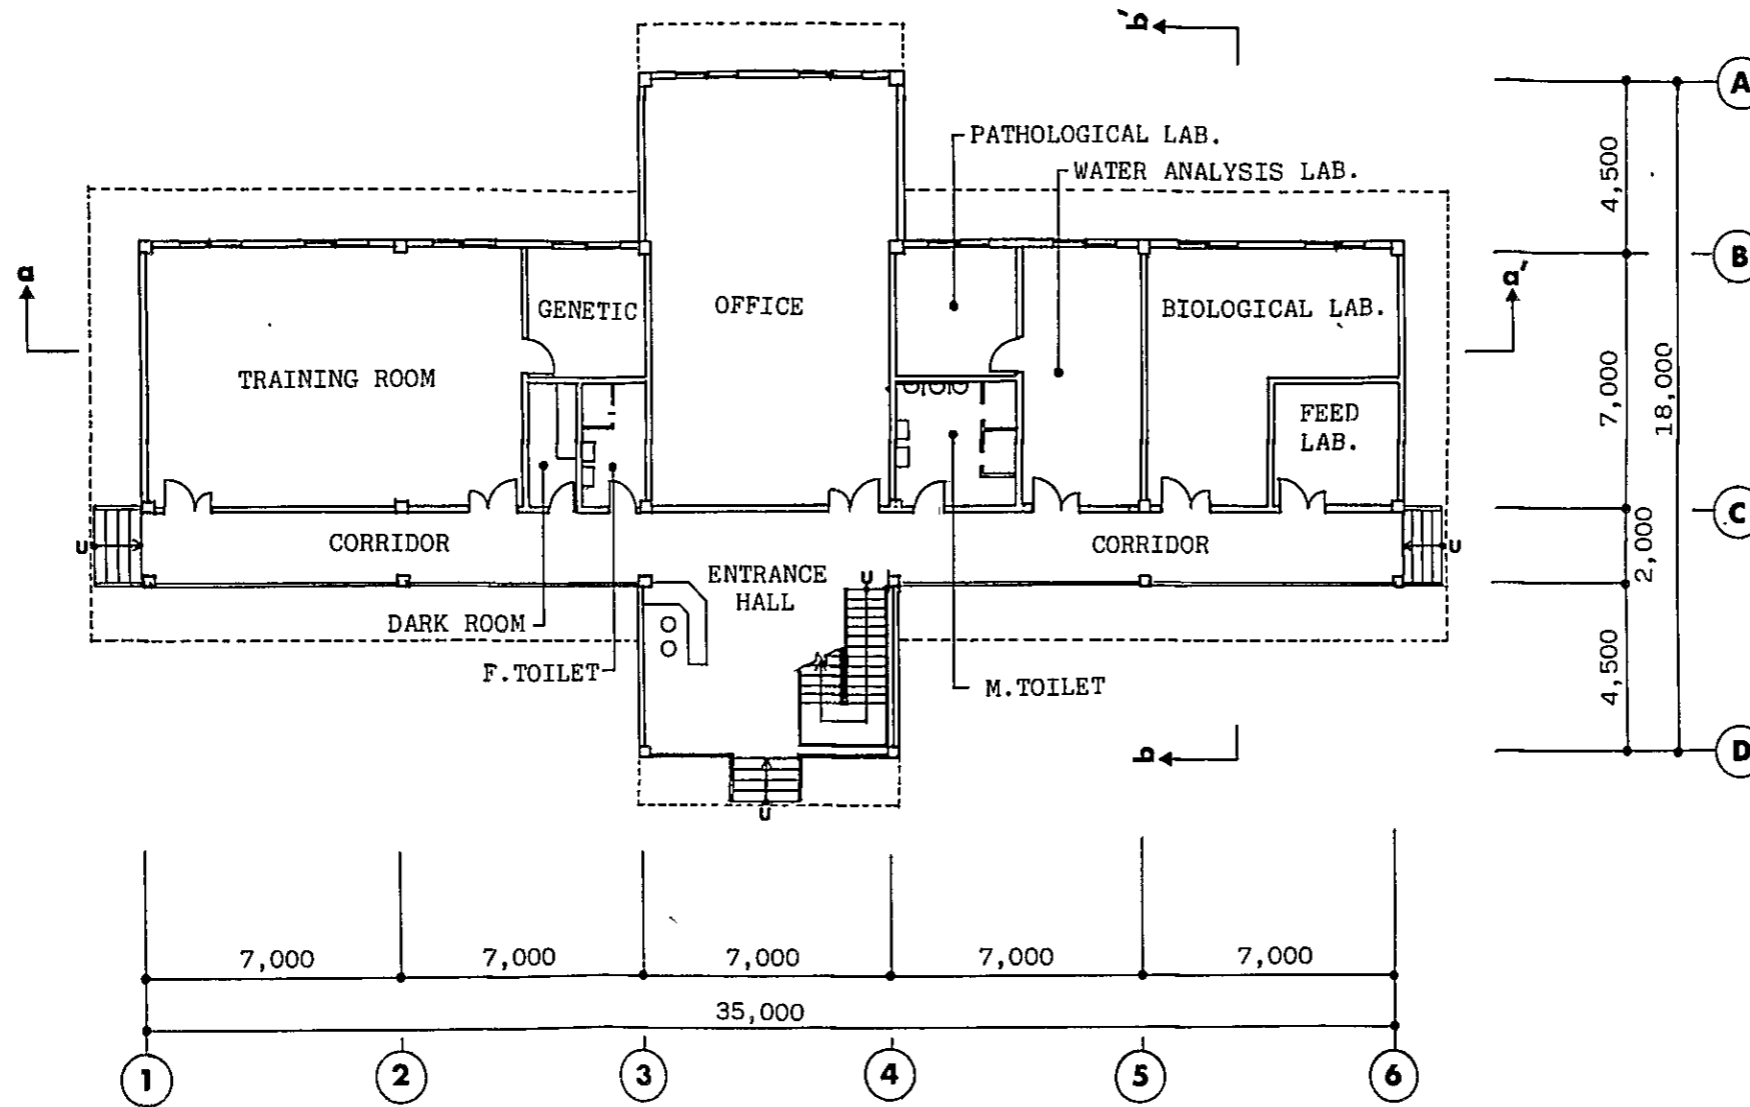 b'
A
PATHOLOGICAL LAB.
WATER ANALYSIS LAB.
4,500
B
a
a'
GENETIC
OFFICE
BIOLOGICAL LAB.
TRAINING ROOM
7,000
18,000
FEED
LAB.
C
U
CORRIDOR
CORRIDOR
U
2,000
ENTRANCE
HALL
U
DARK ROOM
F.TOILET
M.TOILET
4,500
b
D
U
7,000
7,000
7,000
7,000
7,000
35,000
1
2
3
4
5
6